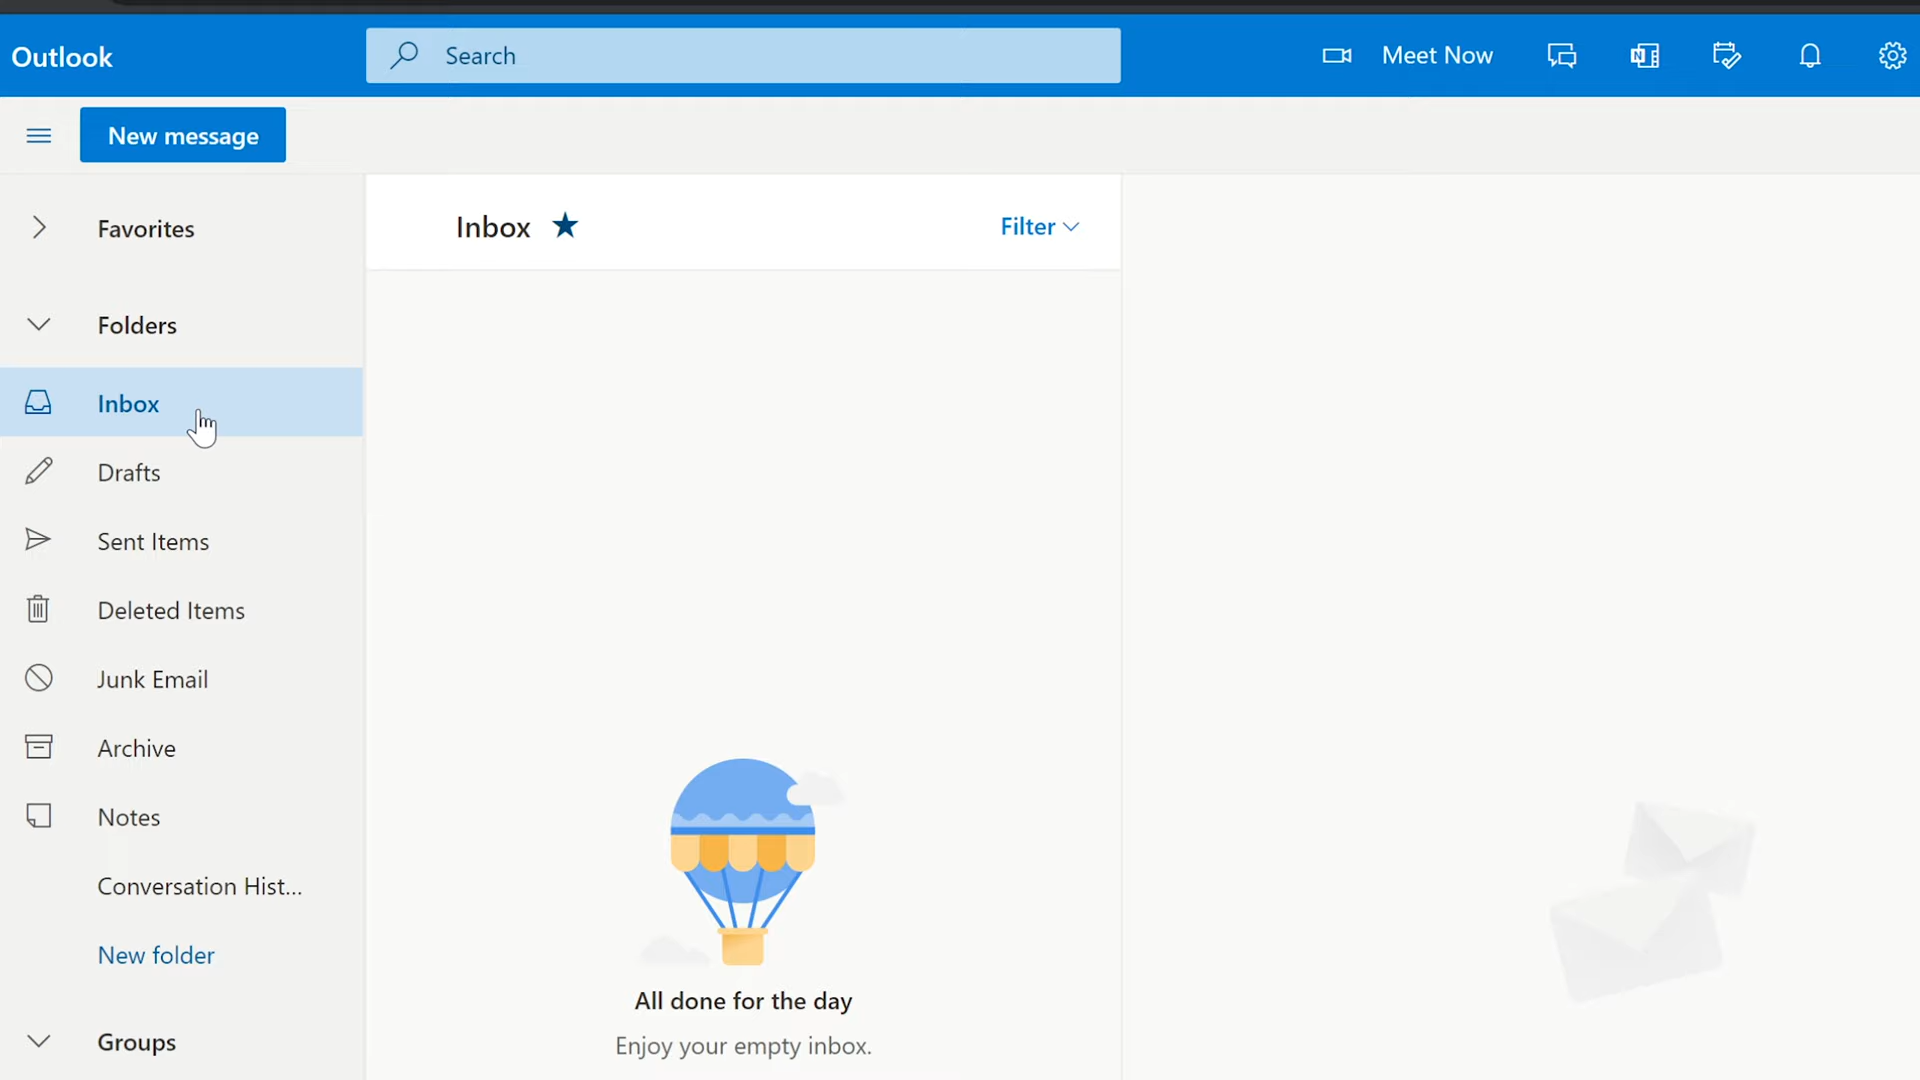 Outlook
Search
Meet Now
New message
Favorites
Folders
Inbox
Drafts
Sent Items
Deleted Items
Junk Email
Archive
Notes
Conversation Hist...
New folder
Groups
Inbox
Filter
All done for the day
Enjoy your empty inbox.